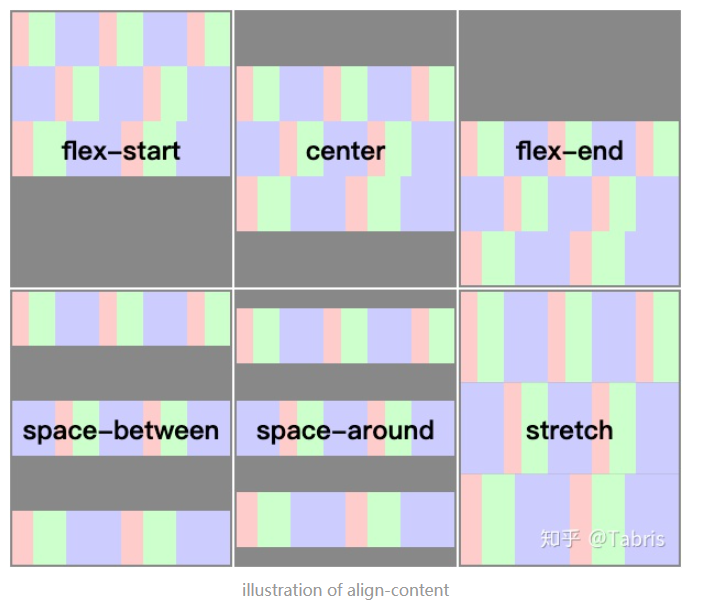 flex-start
center
flex-end
space-between
space-around
stretch
知乎 @Tabris
illustration of align-content